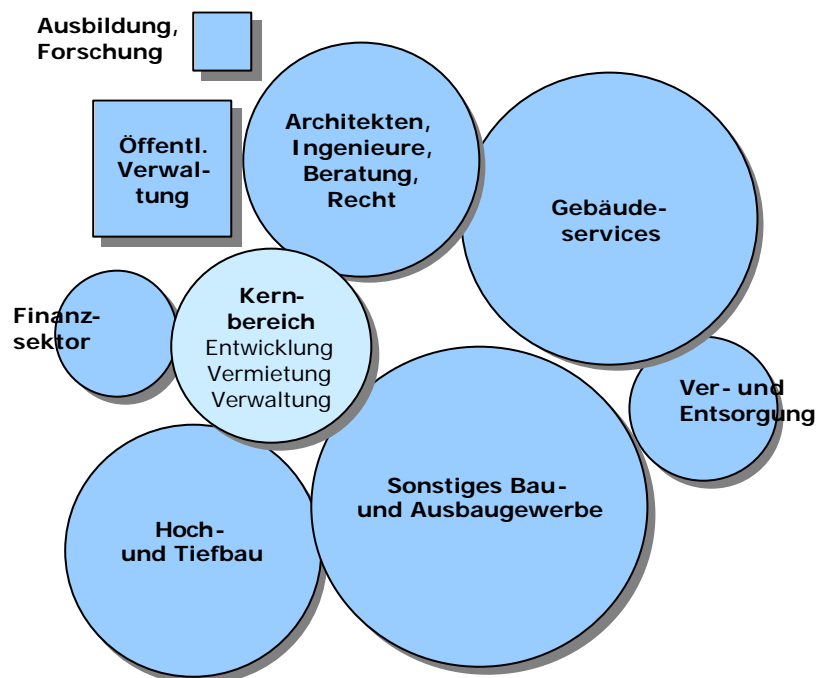 Ausbildung,
Forschung
Öffentl.
Verwal-
tung
Architekten,
Ingenieure,
Beratung,
Recht
Gebäude-
services
Finanz-
sektor
Kern-
bereich
Entwicklung
Vermietung
Verwaltung
Ver- und
Entsorgung
Hoch-
und Tiefbau
Sonstiges Bau-
und Ausbaugewerbe